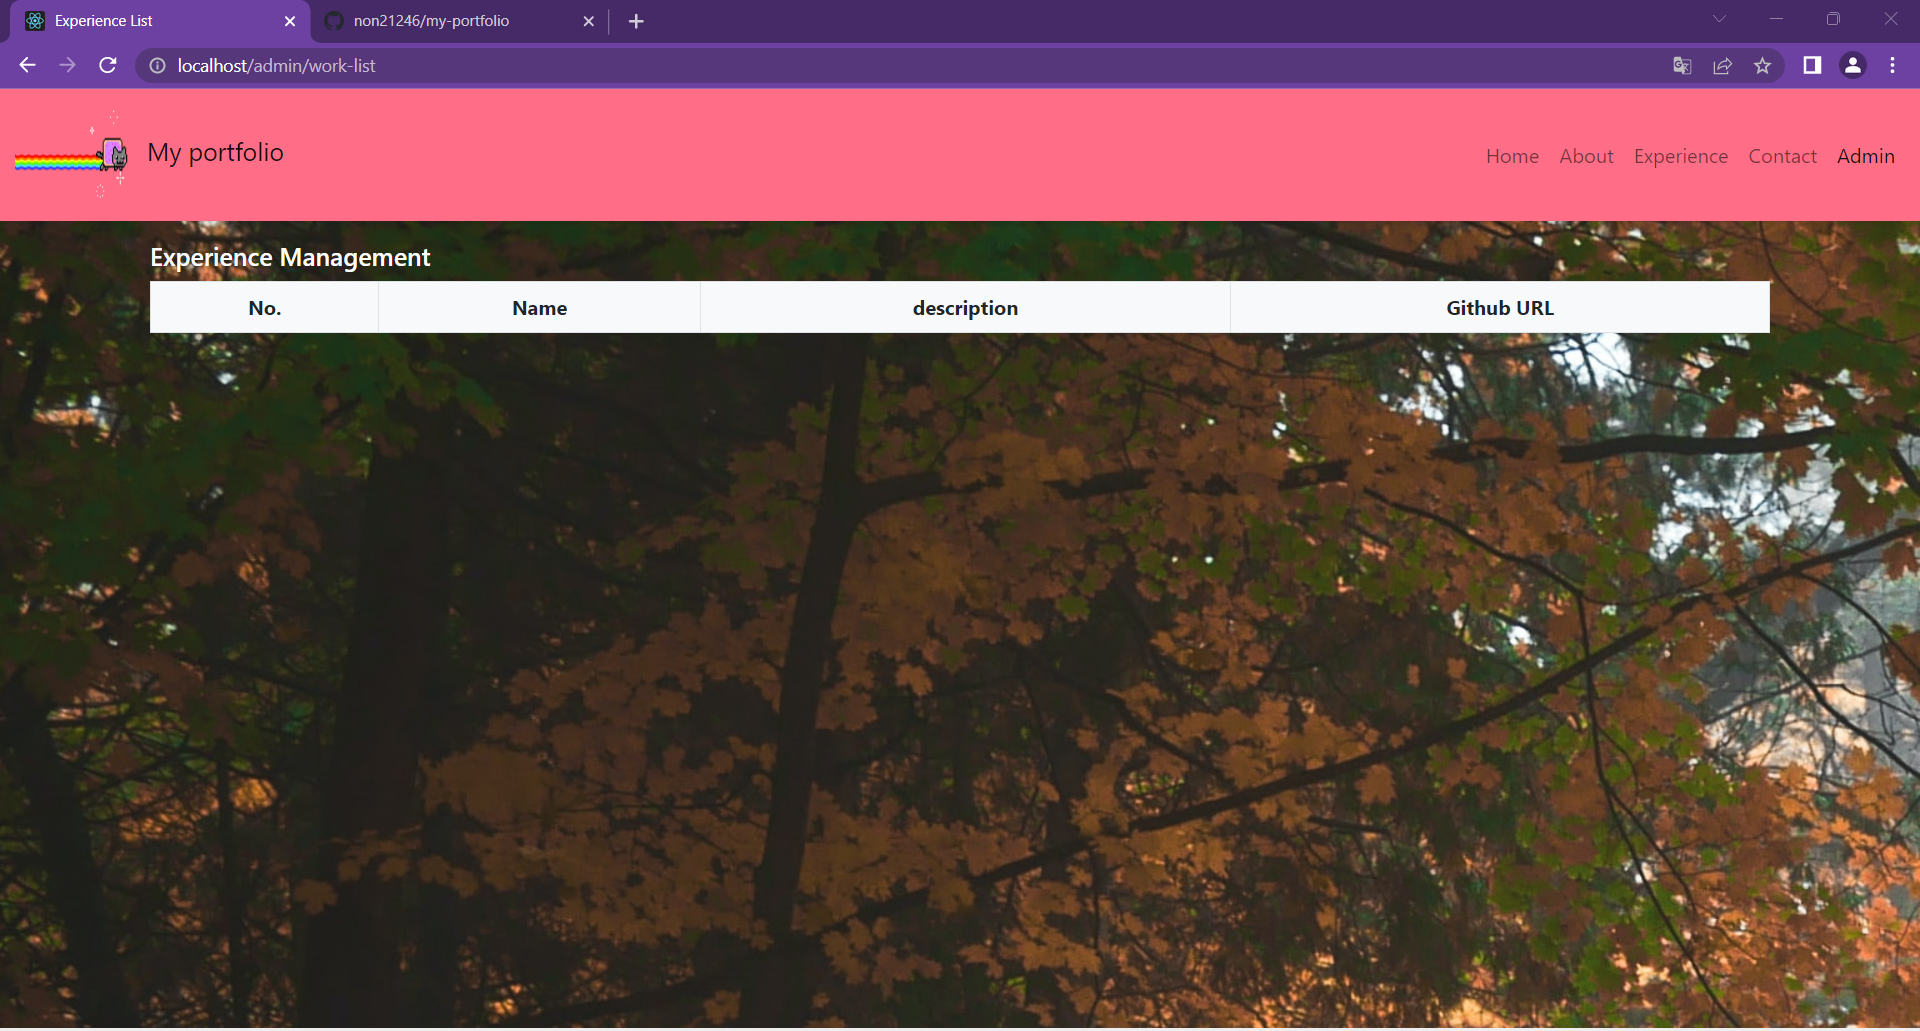 Experience List
non21246/my-portfolio
localhost/admin/work-list
My portfolio
Home About Experience Contact Admin
Experience Management
No. Name description Github URL